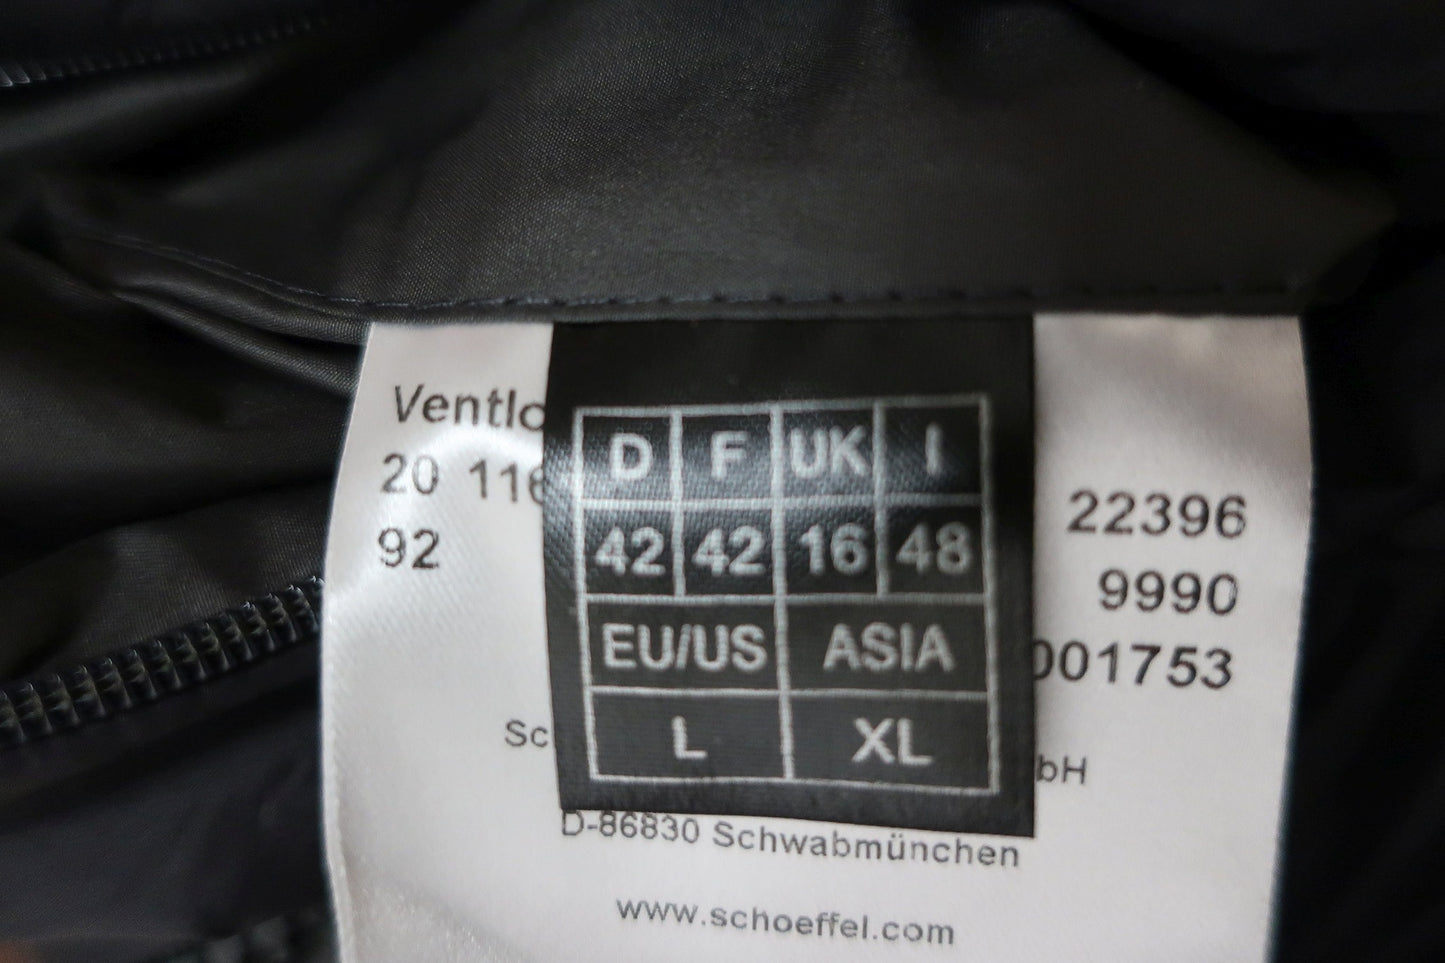 Ventlo
20 116
92
D F UK I
42 42 16 48
EU/US ASIA
L XL
22396
9990
001753
Sc
bH
D-86830 Schwabmünchen
www.schoeffel.com